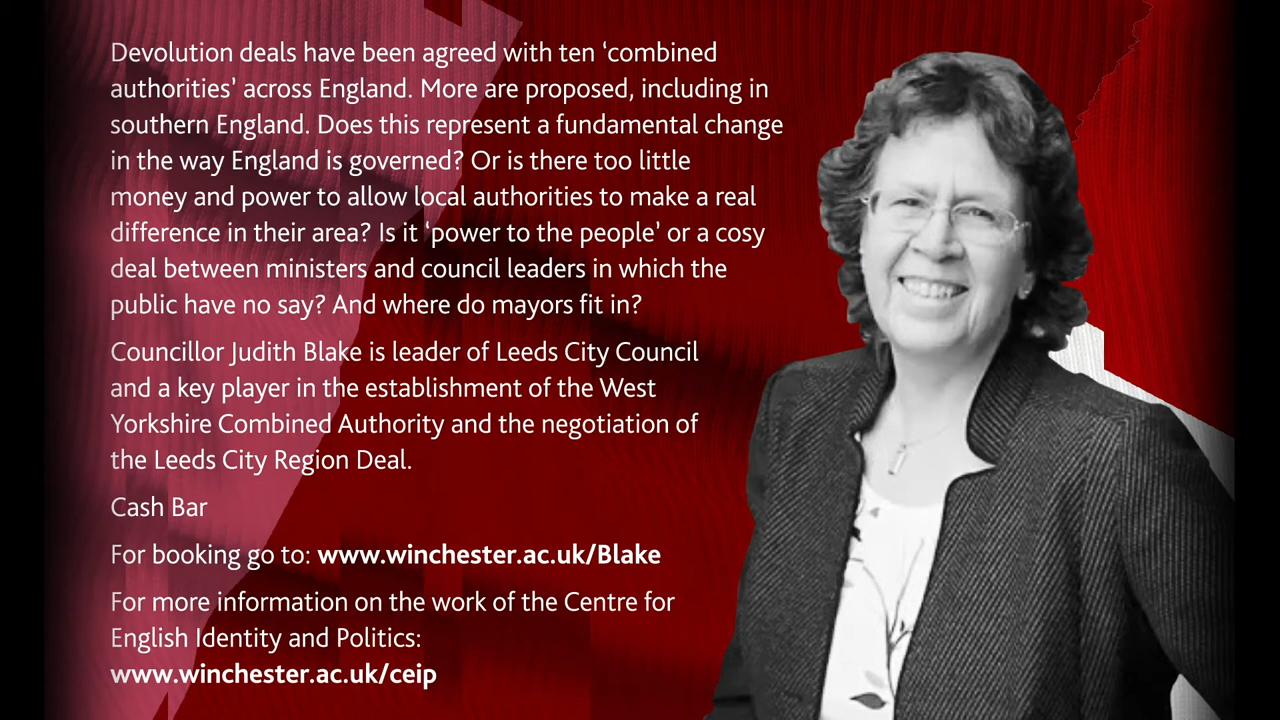 Devolution deals have been agreed with ten ‘combined
authorities’ across England. More are proposed, including in
southern England. Does this represent a fundamental change
in the way England is governed? Or is there too little
money and power to allow local authorities to make a real
difference in their area? Is it ‘power to the people’ or a cosy
deal between ministers and council leaders in which the
public have no say? And where do mayors fit in?
Councillor Judith Blake is leader of Leeds City Council
and a key player in the establishment of the West
Yorkshire Combined Authority and the negotiation of
the Leeds City Region Deal.
Cash Bar
For booking go to: www.winchester.ac.uk/Blake
For more information on the work of the Centre for
English Identity and Politics:
www.winchester.ac.uk/ceip